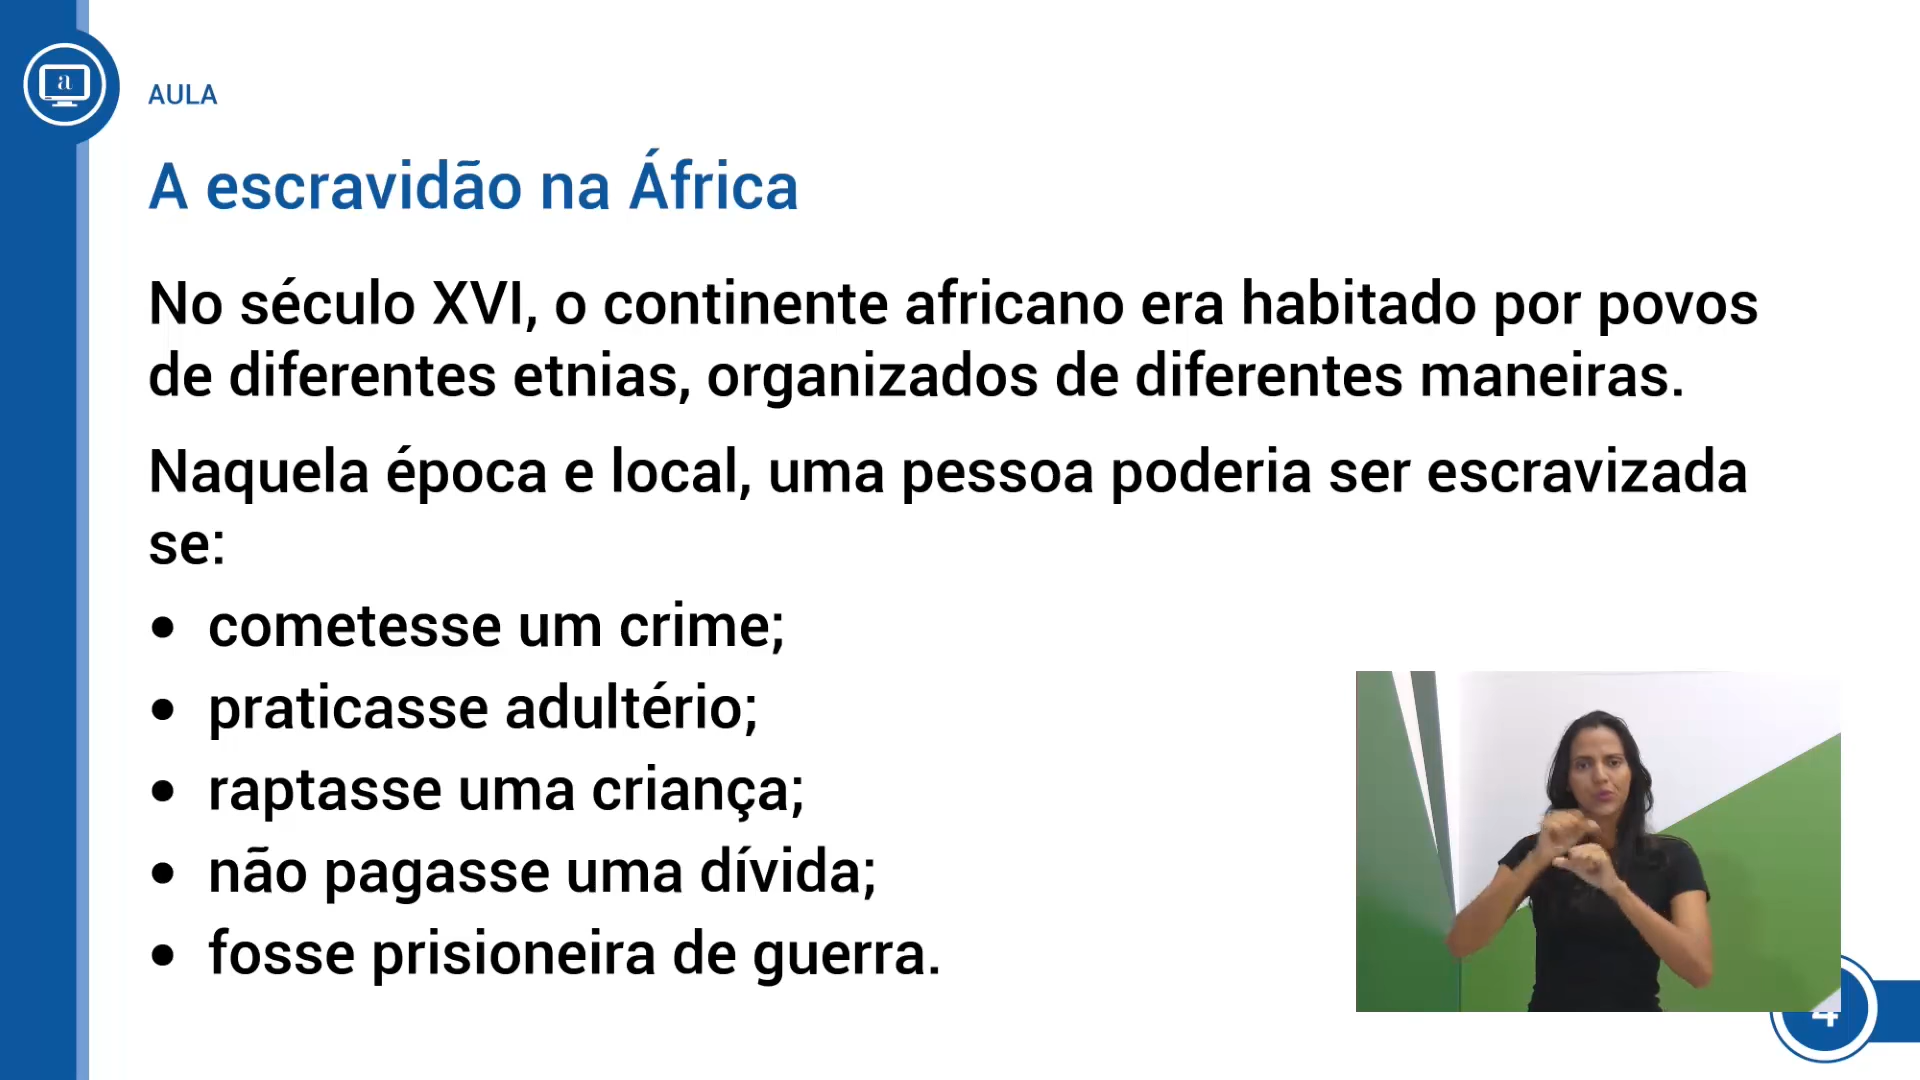 a
AULA
A escravidão na África
No século XVI, o continente africano era habitado por povos
de diferentes etnias, organizados de diferentes maneiras.
Naquela época e local, uma pessoa poderia ser escravizada
se:
• cometesse um crime;
• praticasse adultério;
• raptasse uma criança;
• não pagasse uma dívida;
• fosse prisioneira de guerra.
4